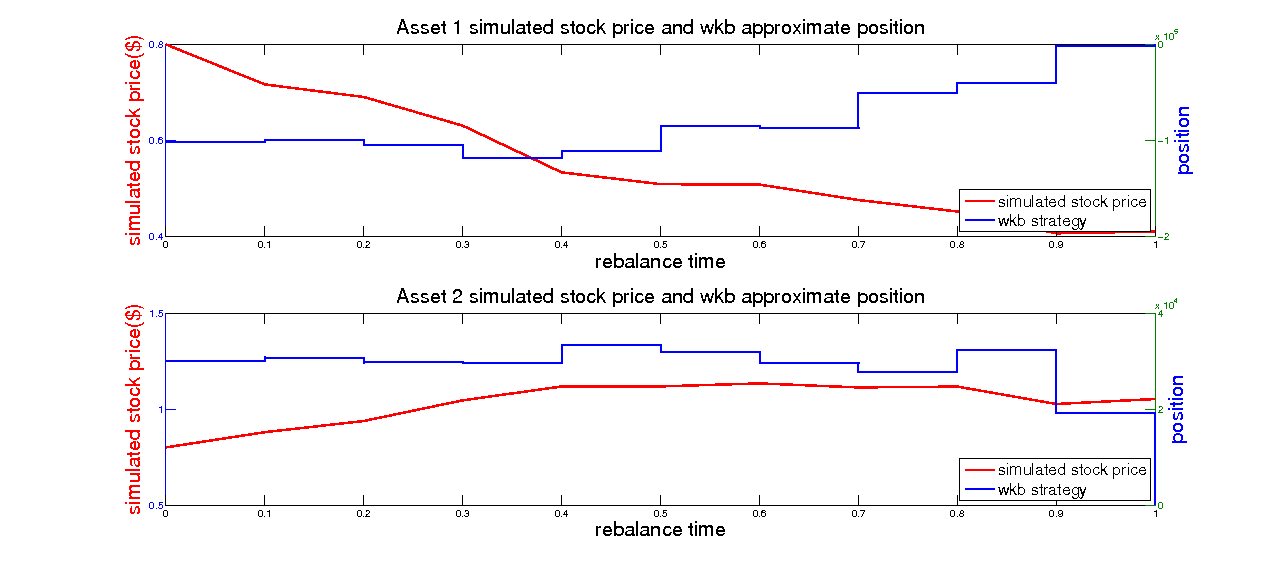 Asset 1 simulated stock price and wkb approximate position
x 10^5
simulated stock price($)
0.8
0.6
0.4
0
-1
-2
position
simulated stock price
wkb strategy
0 0.1 0.2 0.3 0.4 0.5 0.6 0.7 0.8 0.9 1
rebalance time
Asset 2 simulated stock price and wkb approximate position
x 10^4
simulated stock price($)
1.5
1
0.5
4
2
0
position
simulated stock price
wkb strategy
0 0.1 0.2 0.3 0.4 0.5 0.6 0.7 0.8 0.9 1
rebalance time